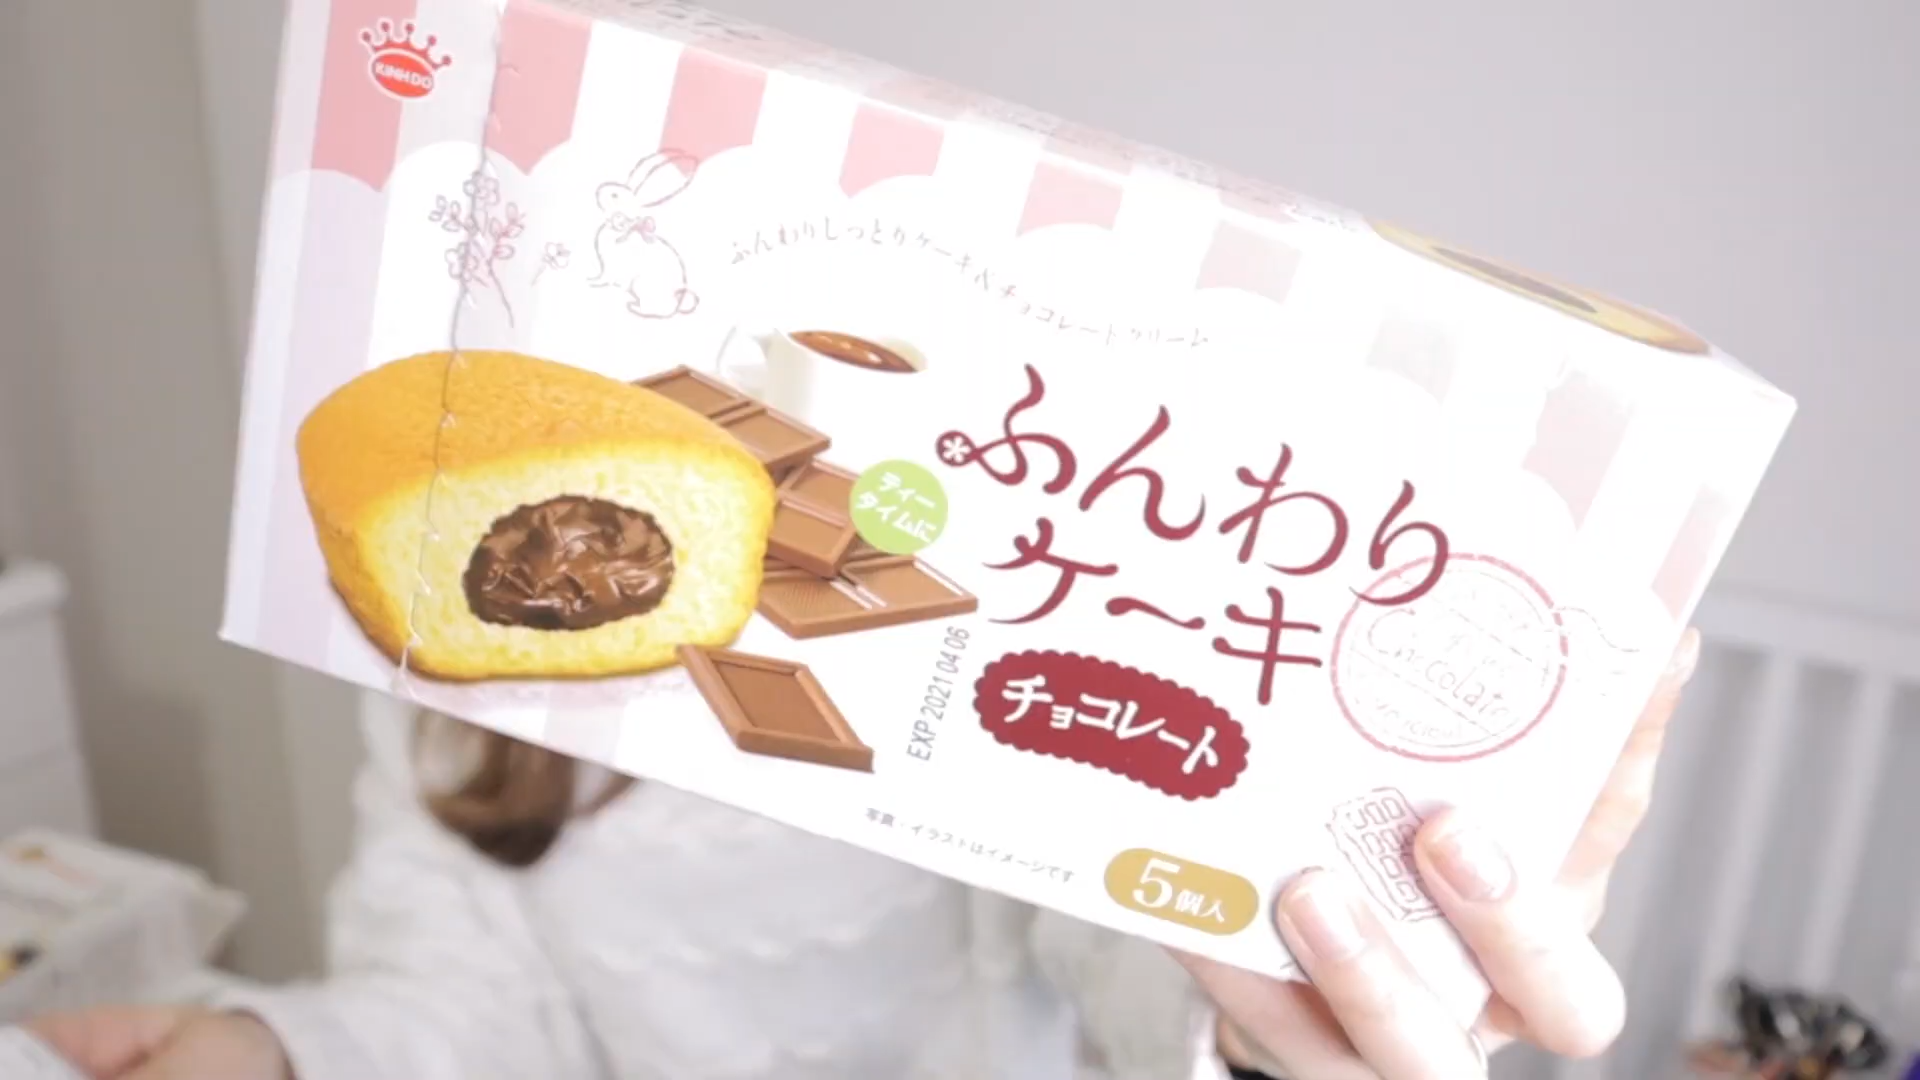 KINH DO
ふんわりしっとりケーキ&チョコレートクリーム
ふんわり
ケーキ
ティー
タイムに
チョコレート
Chocolate
EXP 2021 04 06
写真・イラストはイメージです
5個入